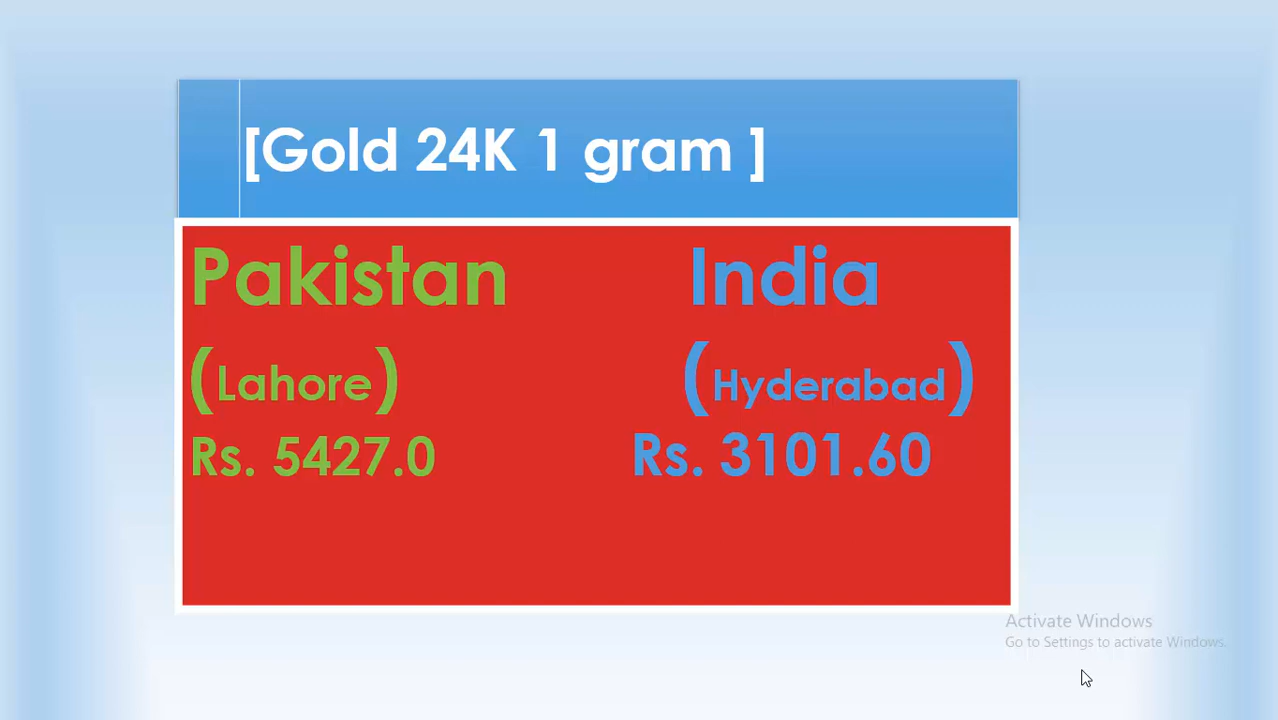 [Gold 24K 1 gram ]
Pakistan India
(Lahore) (Hyderabad)
Rs. 5427.0 Rs. 3101.60
Activate Windows
Go to Settings to activate Windows.